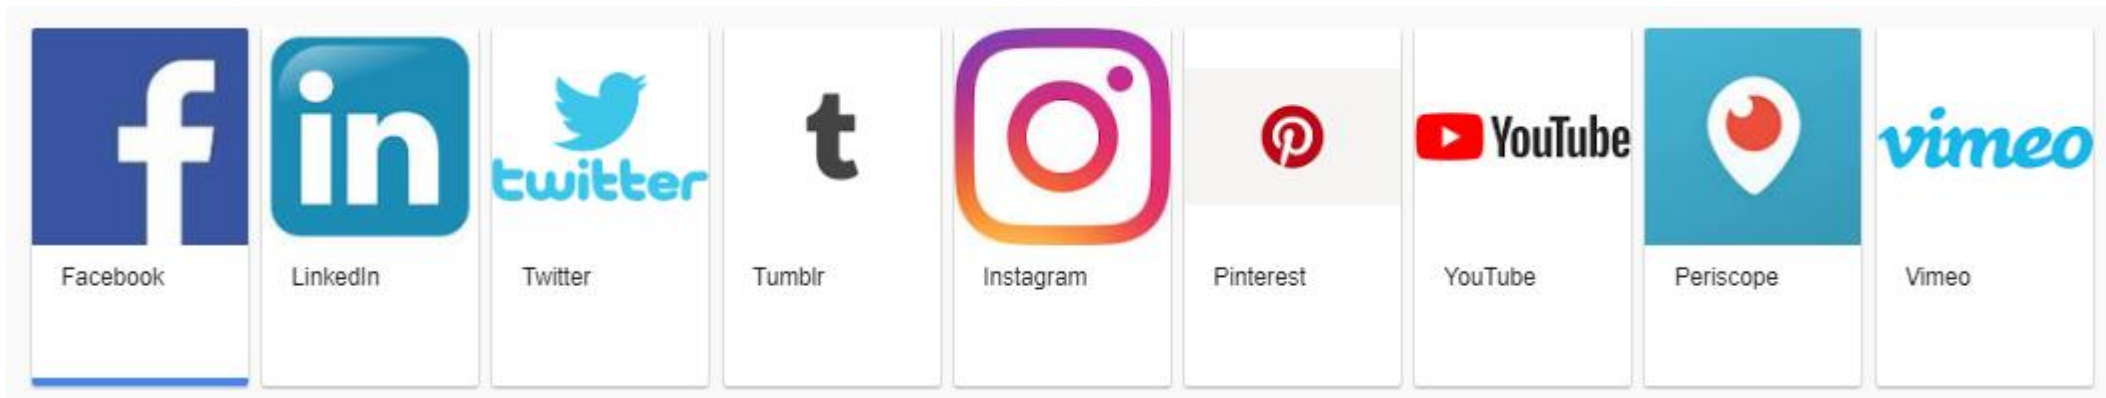 f
in
twitter
t
p
YouTube
vimeo
Facebook
LinkedIn
Twitter
Tumblr
Instagram
Pinterest
YouTube
Periscope
Vimeo